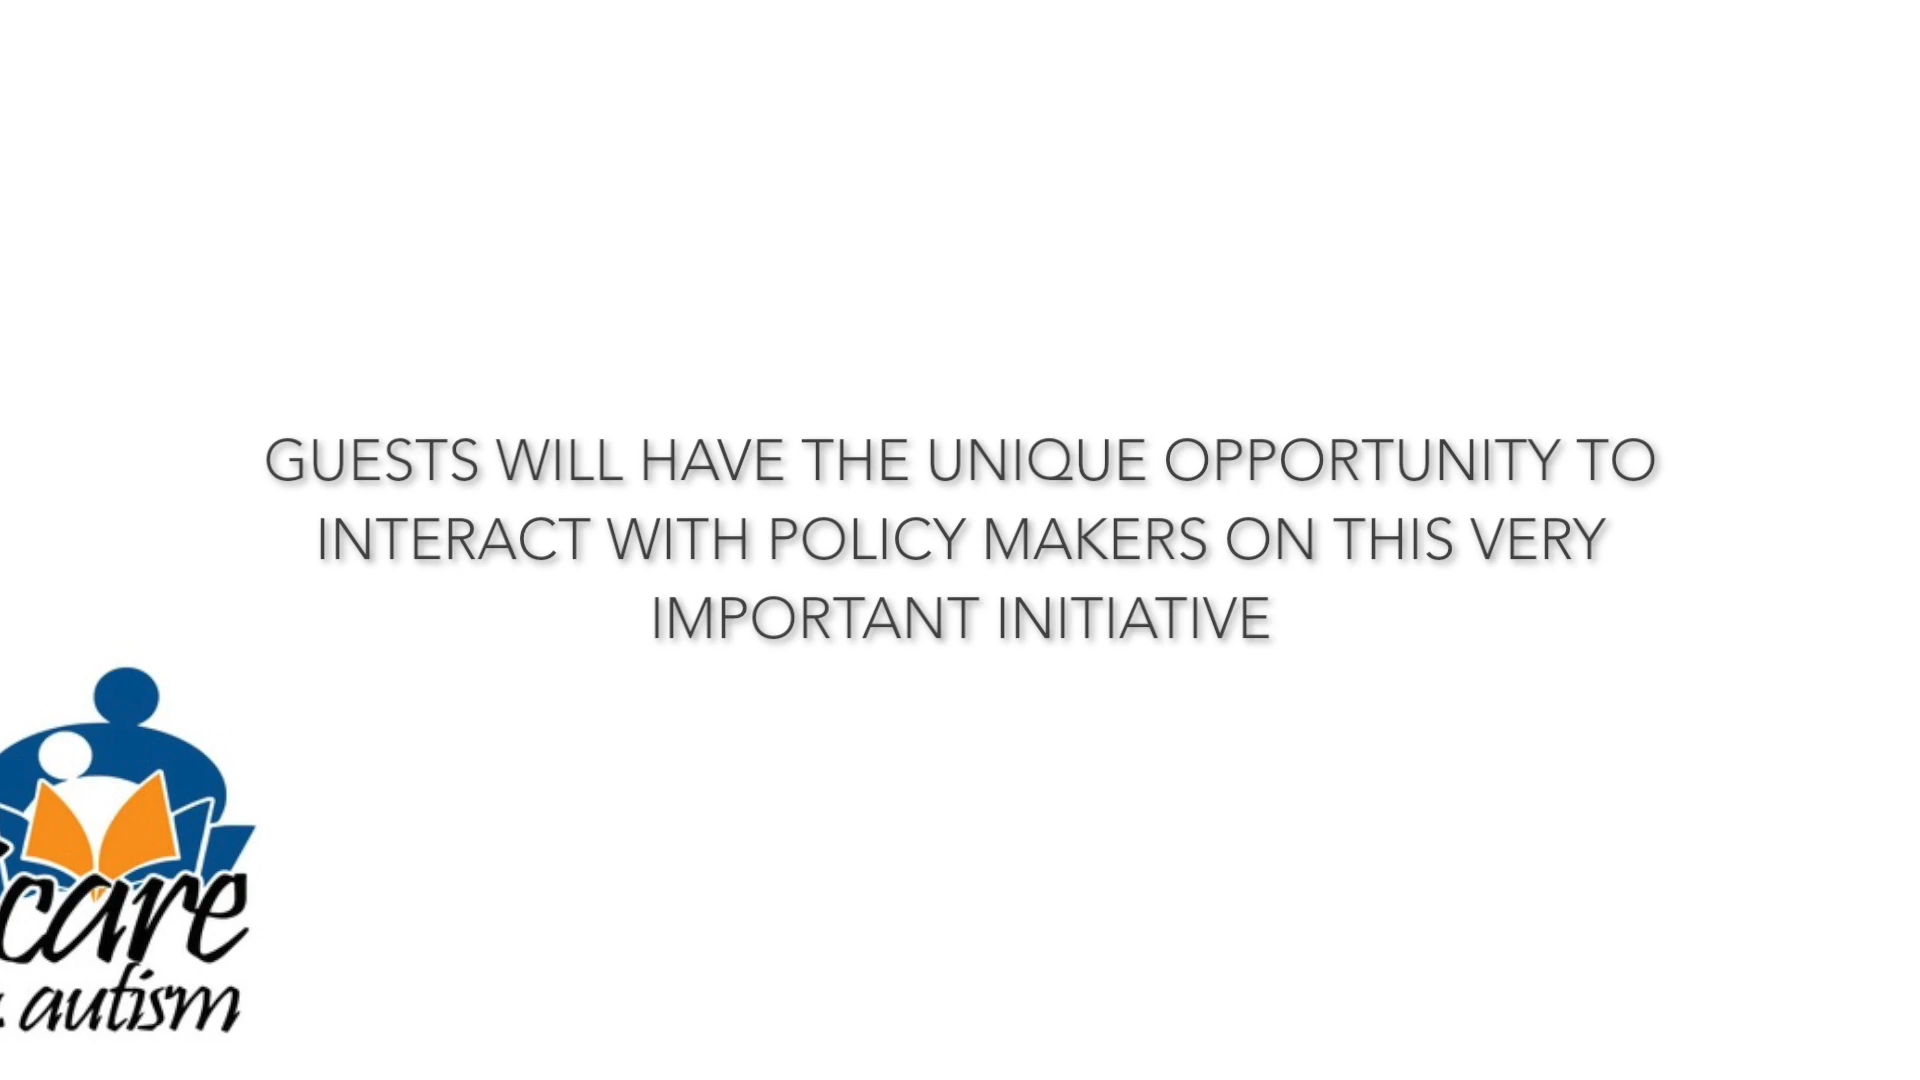 GUESTS WILL HAVE THE UNIQUE OPPORTUNITY TO
INTERACT WITH POLICY MAKERS ON THIS VERY
IMPORTANT INITIATIVE
care
autism